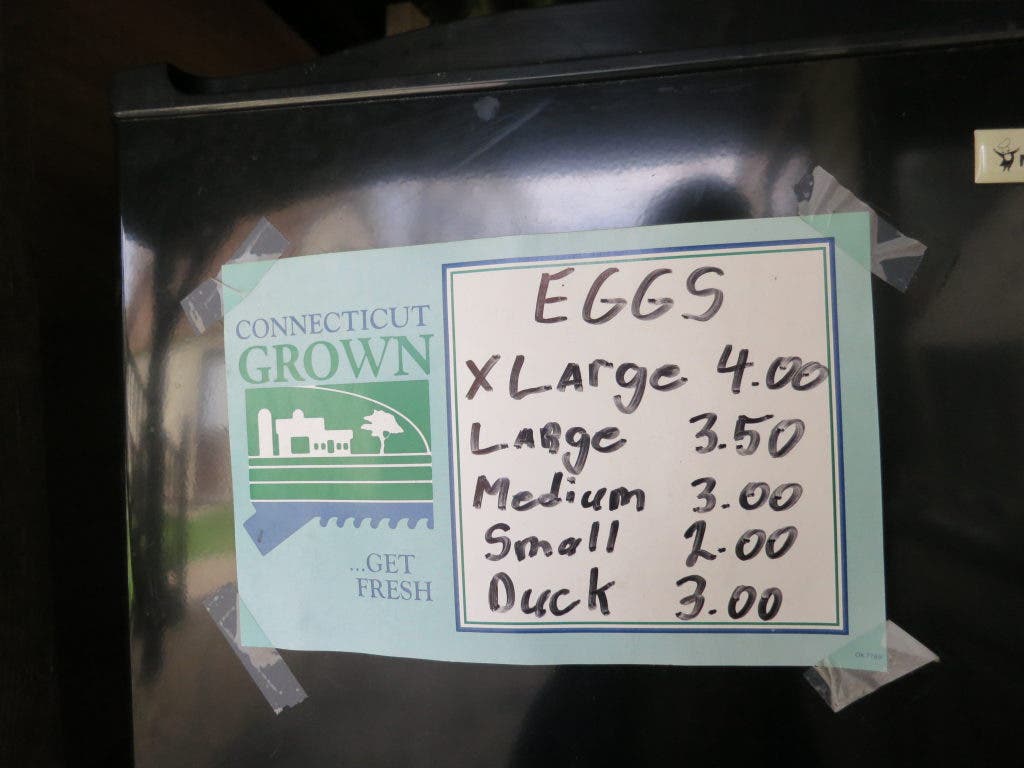 CONNECTICUT
GROWN
...GET
FRESH
EGGS
XLArge 4.00
LARge 3.50
Medium 3.00
Small 2.00
Duck 3.00